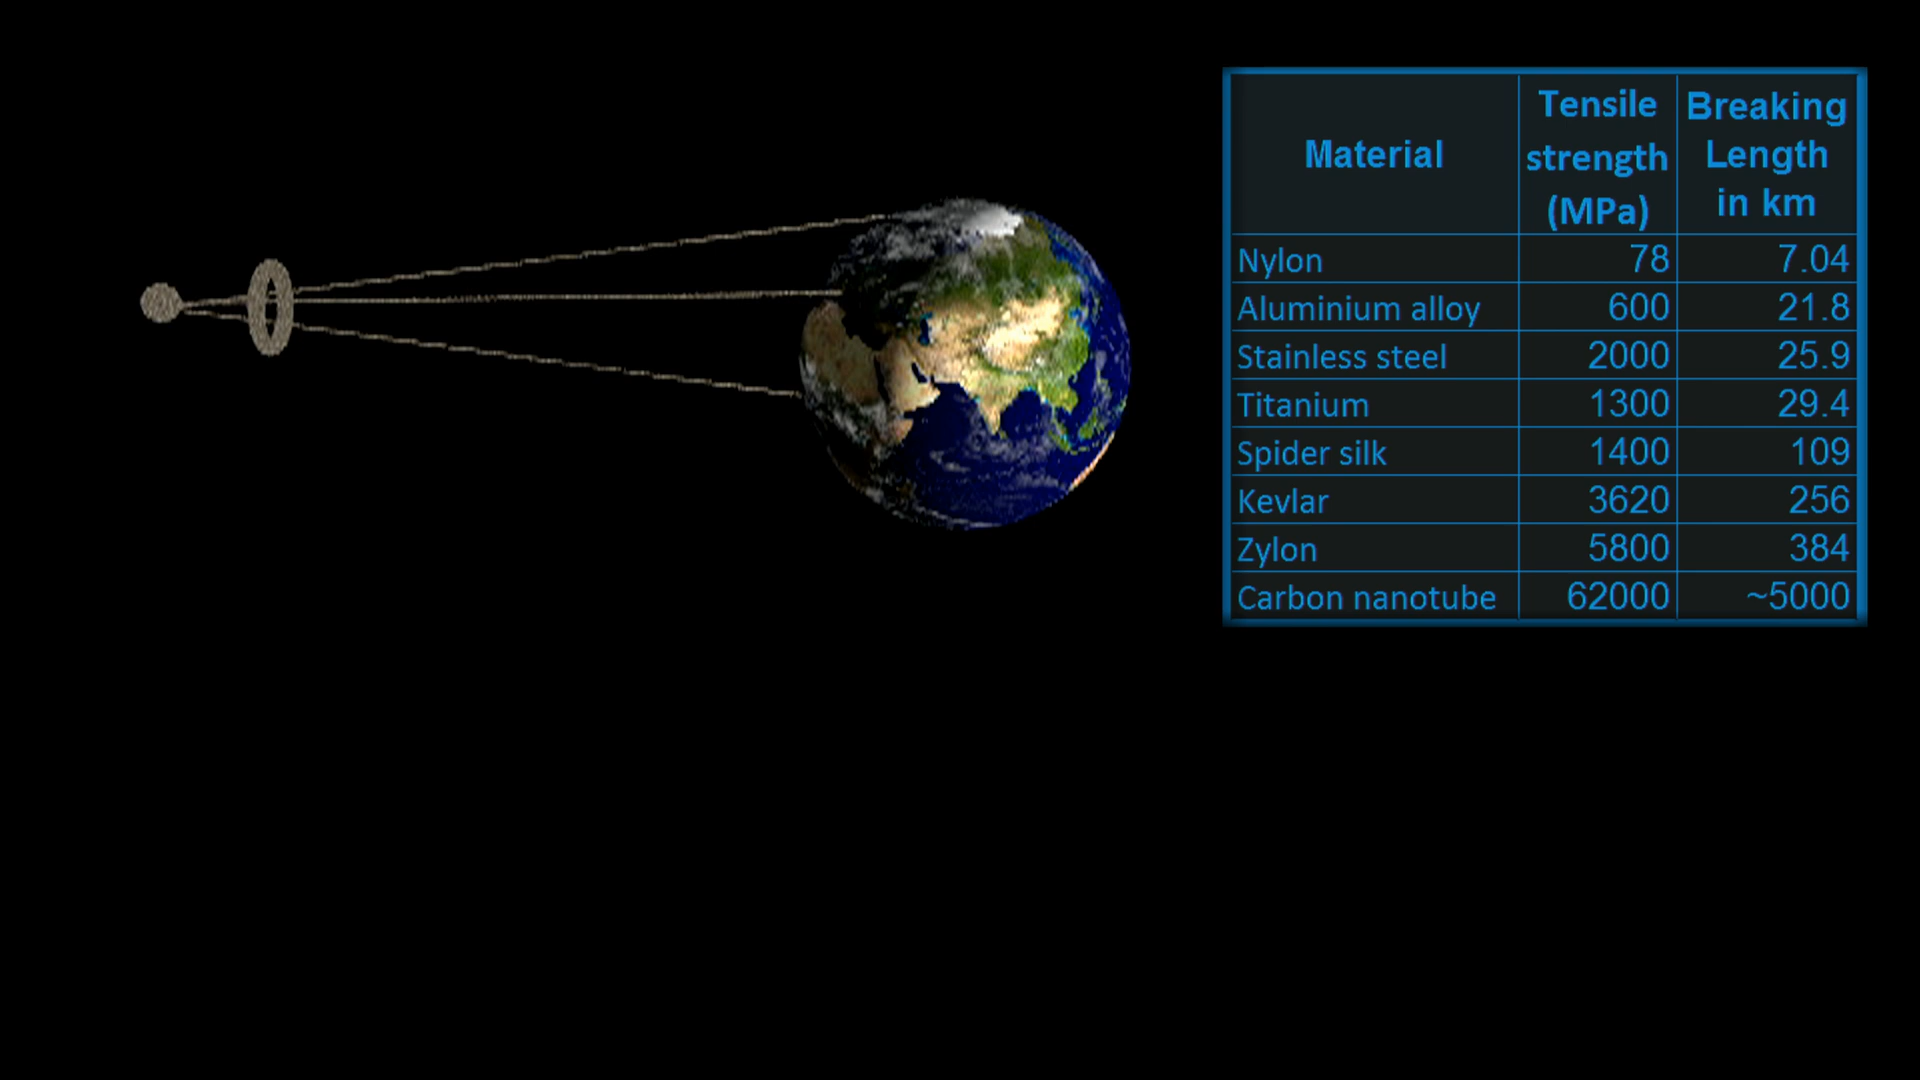 Material Tensile strength (MPa) Breaking Length in km
Nylon 78 7.04
Aluminium alloy 600 21.8
Stainless steel 2000 25.9
Titanium 1300 29.4
Spider silk 1400 109
Kevlar 3620 256
Zylon 5800 384
Carbon nanotube 62000 ~5000